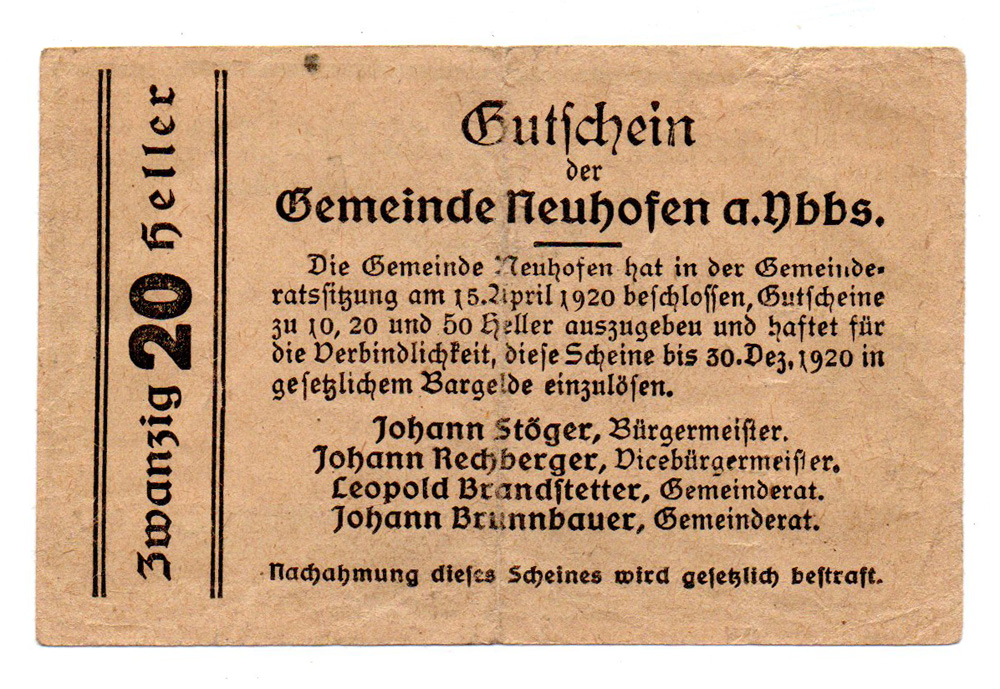 Zwanzig 20 Heller
Gutschein
der
Gemeinde Neuhofen a. Ybbs.
Die Gemeinde Neuhofen hat in der Gemeinde-
ratssitzung am 15. April 1920 beschlossen, Gutscheine
zu 10, 20 und 50 Heller auszugebeu und haftet für
die Verbindlichkeit, diese Scheine bis 30. Dez. 1920 in
gesetzlichem Bargelde einzulösen.
Johann Stöger, Bürgermeister.
Johann Rechberger, Vicebürgermeister.
Leopold Brandstetter, Gemeinderat.
Johann Brunnbauer, Gemeinderat.
Nachahmung dieses Scheines wird gesetzlich bestraft.